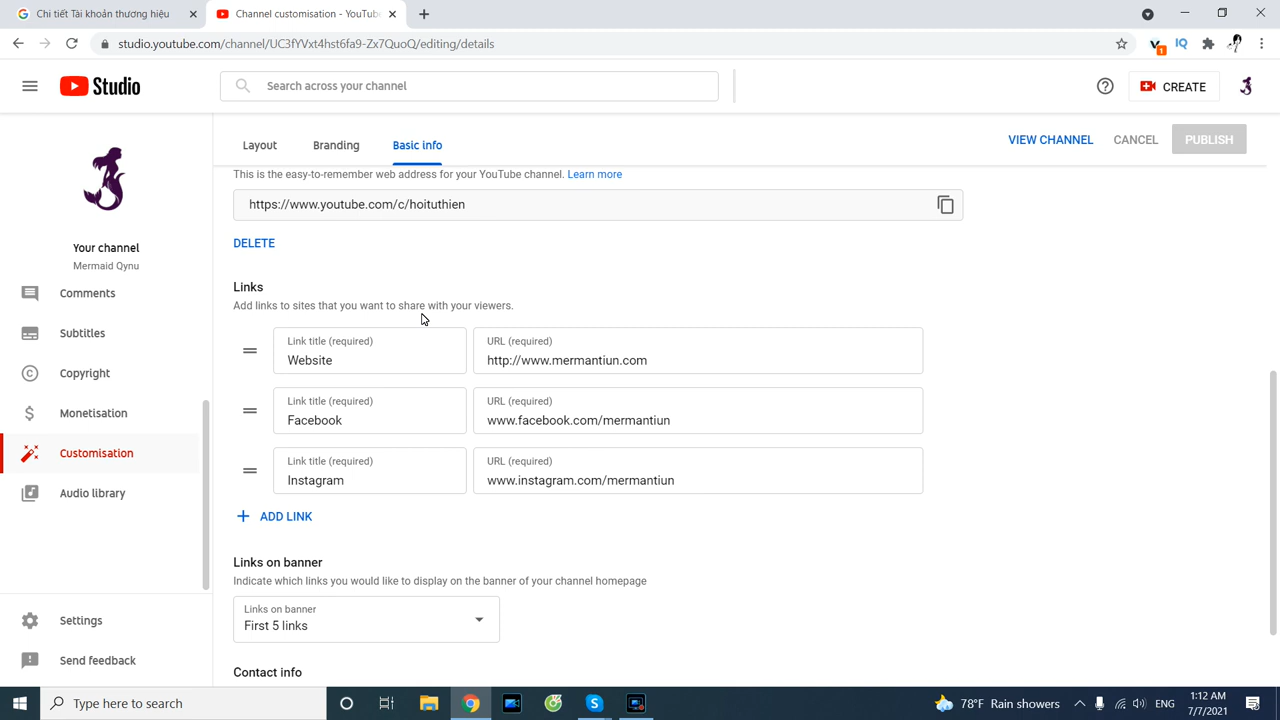 Chi tiết Tài khoản thương hiệu
Channel customisation - YouTub
studio.youtube.com/channel/UC3fYVxt4hst6fa9-Zx7QuoQ/editing/details
1
IQ
Studio
Search across your channel
CREATE
Layout
Branding
Basic info
VIEW CHANNEL
CANCEL
PUBLISH
This is the easy-to-remember web address for your YouTube channel. Learn more
https://www.youtube.com/c/hoituthien
DELETE
Your channel
Mermaid Qynu
Comments
Subtitles
Copyright
Monetisation
Customisation
Audio library
Settings
Send feedback
Links
Add links to sites that you want to share with your viewers.
Link title (required)
Website
URL (required)
http://www.mermantiun.com
Link title (required)
Facebook
URL (required)
www.facebook.com/mermantiun
Link title (required)
Instagram
URL (required)
www.instagram.com/mermantiun
ADD LINK
Links on banner
Indicate which links you would like to display on the banner of your channel homepage
Links on banner
First 5 links
Contact info
Type here to search
78°F Rain showers
ENG
1:12 AM
7/7/2021